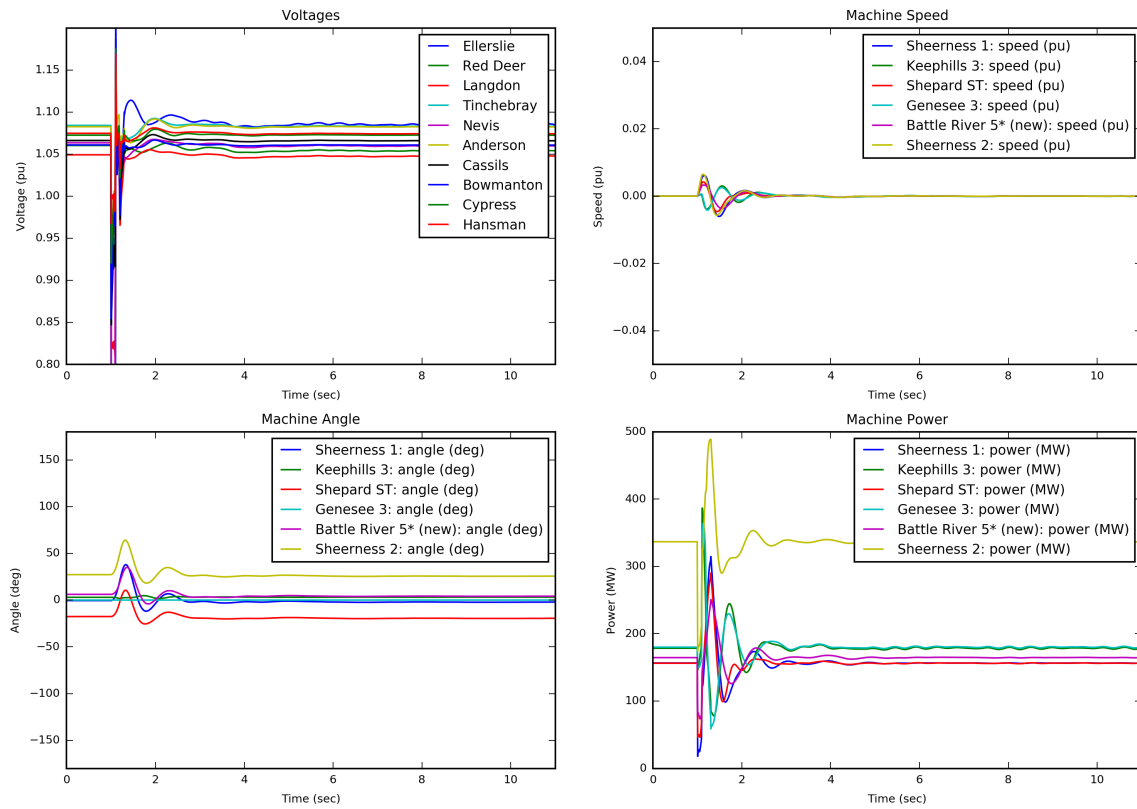 Voltages
1.15
1.10
1.05
1.00
0.95
0.90
0.85
0.80
Voltage (pu)
0
2
4
6
8
10
Time (sec)
Ellerslie
Red Deer
Langdon
Tinchebray
Nevis
Anderson
Cassils
Bowmanton
Cypress
Hansman
Machine Speed
0.04
0.02
0.00
−0.02
−0.04
Speed (pu)
0
2
4
6
8
10
Time (sec)
Sheerness 1: speed (pu)
Keephills 3: speed (pu)
Shepard ST: speed (pu)
Genesee 3: speed (pu)
Battle River 5* (new): speed (pu)
Sheerness 2: speed (pu)
Machine Angle
150
100
50
0
−50
−100
−150
Angle (deg)
0
2
4
6
8
10
Time (sec)
Sheerness 1: angle (deg)
Keephills 3: angle (deg)
Shepard ST: angle (deg)
Genesee 3: angle (deg)
Battle River 5* (new): angle (deg)
Sheerness 2: angle (deg)
Machine Power
500
400
300
200
100
0
Power (MW)
0
2
4
6
8
10
Time (sec)
Sheerness 1: power (MW)
Keephills 3: power (MW)
Shepard ST: power (MW)
Genesee 3: power (MW)
Battle River 5* (new): power (MW)
Sheerness 2: power (MW)